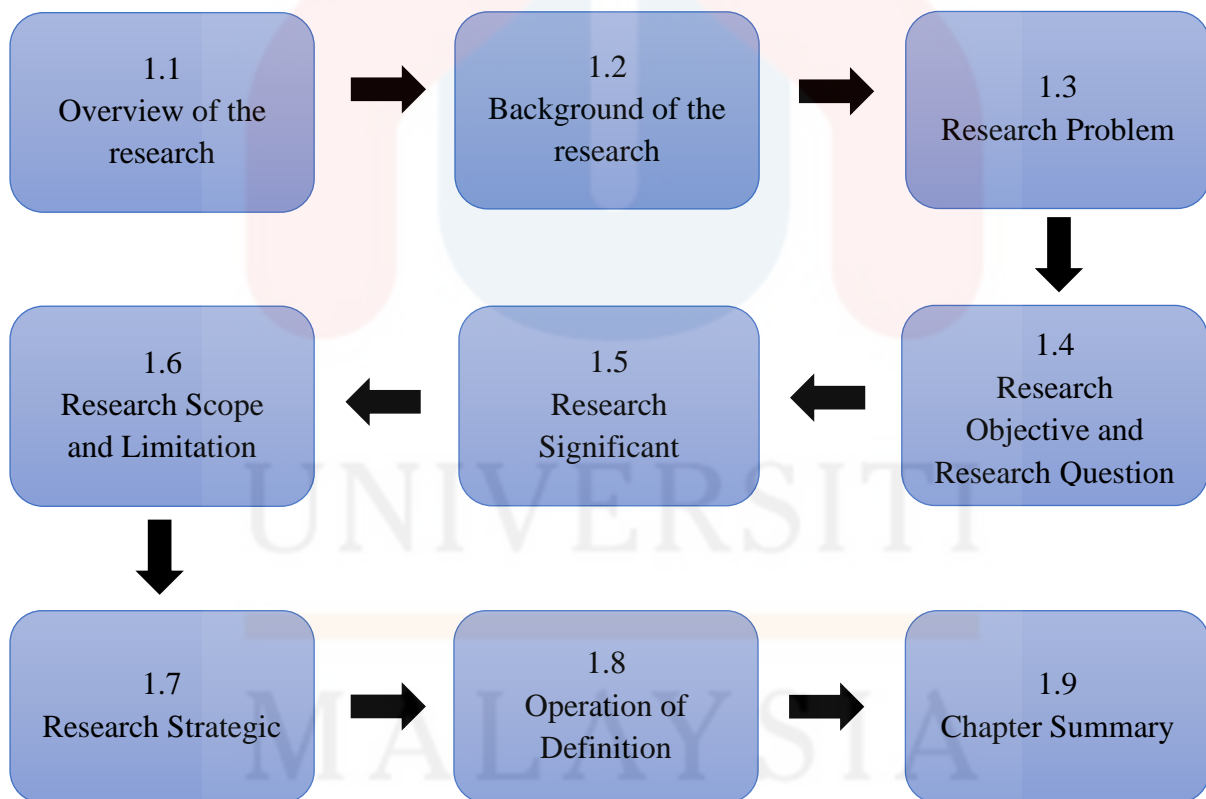 1.1
Overview of the
research
1.2
Background of the
research
1.3
Research Problem
1.4
Research
Objective and
Research Question
1.5
Research
Significant
1.6
Research Scope
and Limitation
UNIVERSITI
1.7
Research Strategic
1.8
Operation of
Definition
1.9
Chapter Summary
MALAYSIA